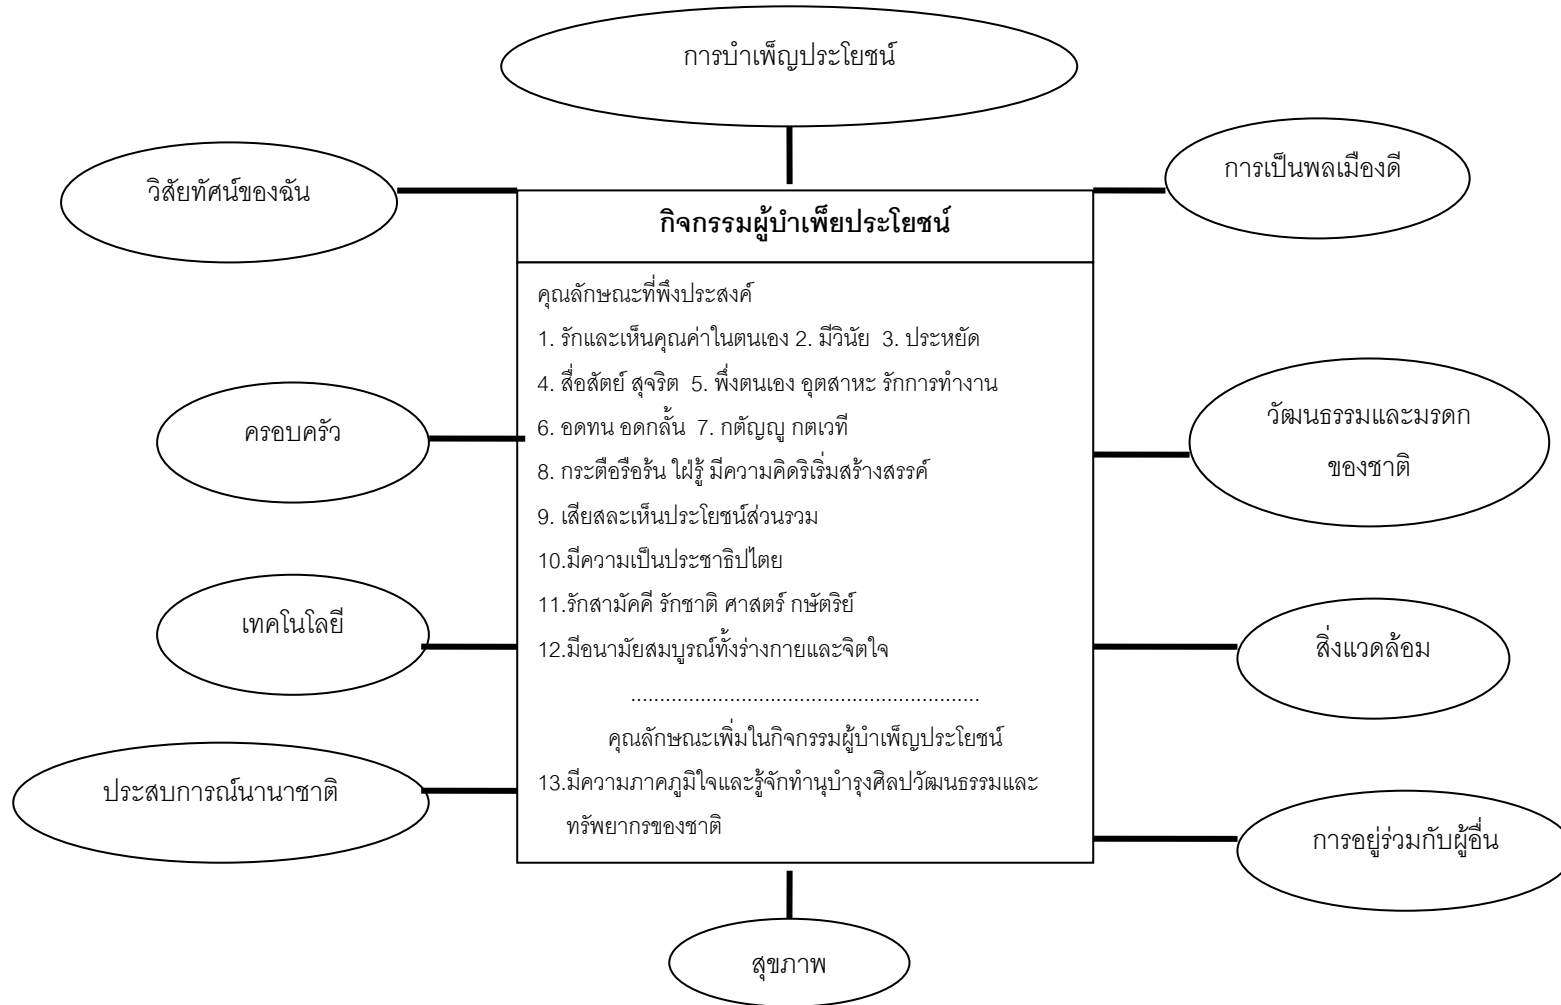 การบำเพ็ญประโยชน์
วิสัยทัศน์ของฉัน
การเป็นพลเมืองดี
กิจกรรมผู้บำเพ็ยประโยชน์
คุณลักษณะที่พึงประสงค์
1. รักและเห็นคุณค่าในตนเอง 2. มีวินัย 3. ประหยัด
4. สื่อสัตย์ สุจริต 5. พึ่งตนเอง อุตสาหะ รักการทำงาน
6. อดทน อดกลั้น 7. กตัญญู กตเวที
8. กระตือรือร้น ใฝ่รู้ มีความคิดริเริ่มสร้างสรรค์
9. เสียสละเห็นประโยชน์ส่วนรวม
10.มีความเป็นประชาธิปไตย
11.รักสามัคคี รักชาติ ศาสตร์ กษัตริย์
12.มีอนามัยสมบูรณ์ทั้งร่างกายและจิตใจ
............................................................
คุณลักษณะเพิ่มในกิจกรรมผู้บำเพ็ญประโยชน์
13.มีความภาคภูมิใจและรู้จักทำนุบำรุงศิลปวัฒนธรรมและ
ทรัพยากรของชาติ
ครอบครัว
วัฒนธรรมและมรดก
ของชาติ
เทคโนโลยี
สิ่งแวดล้อม
ประสบการณ์นานาชาติ
การอยู่ร่วมกับผู้อื่น
สุขภาพ